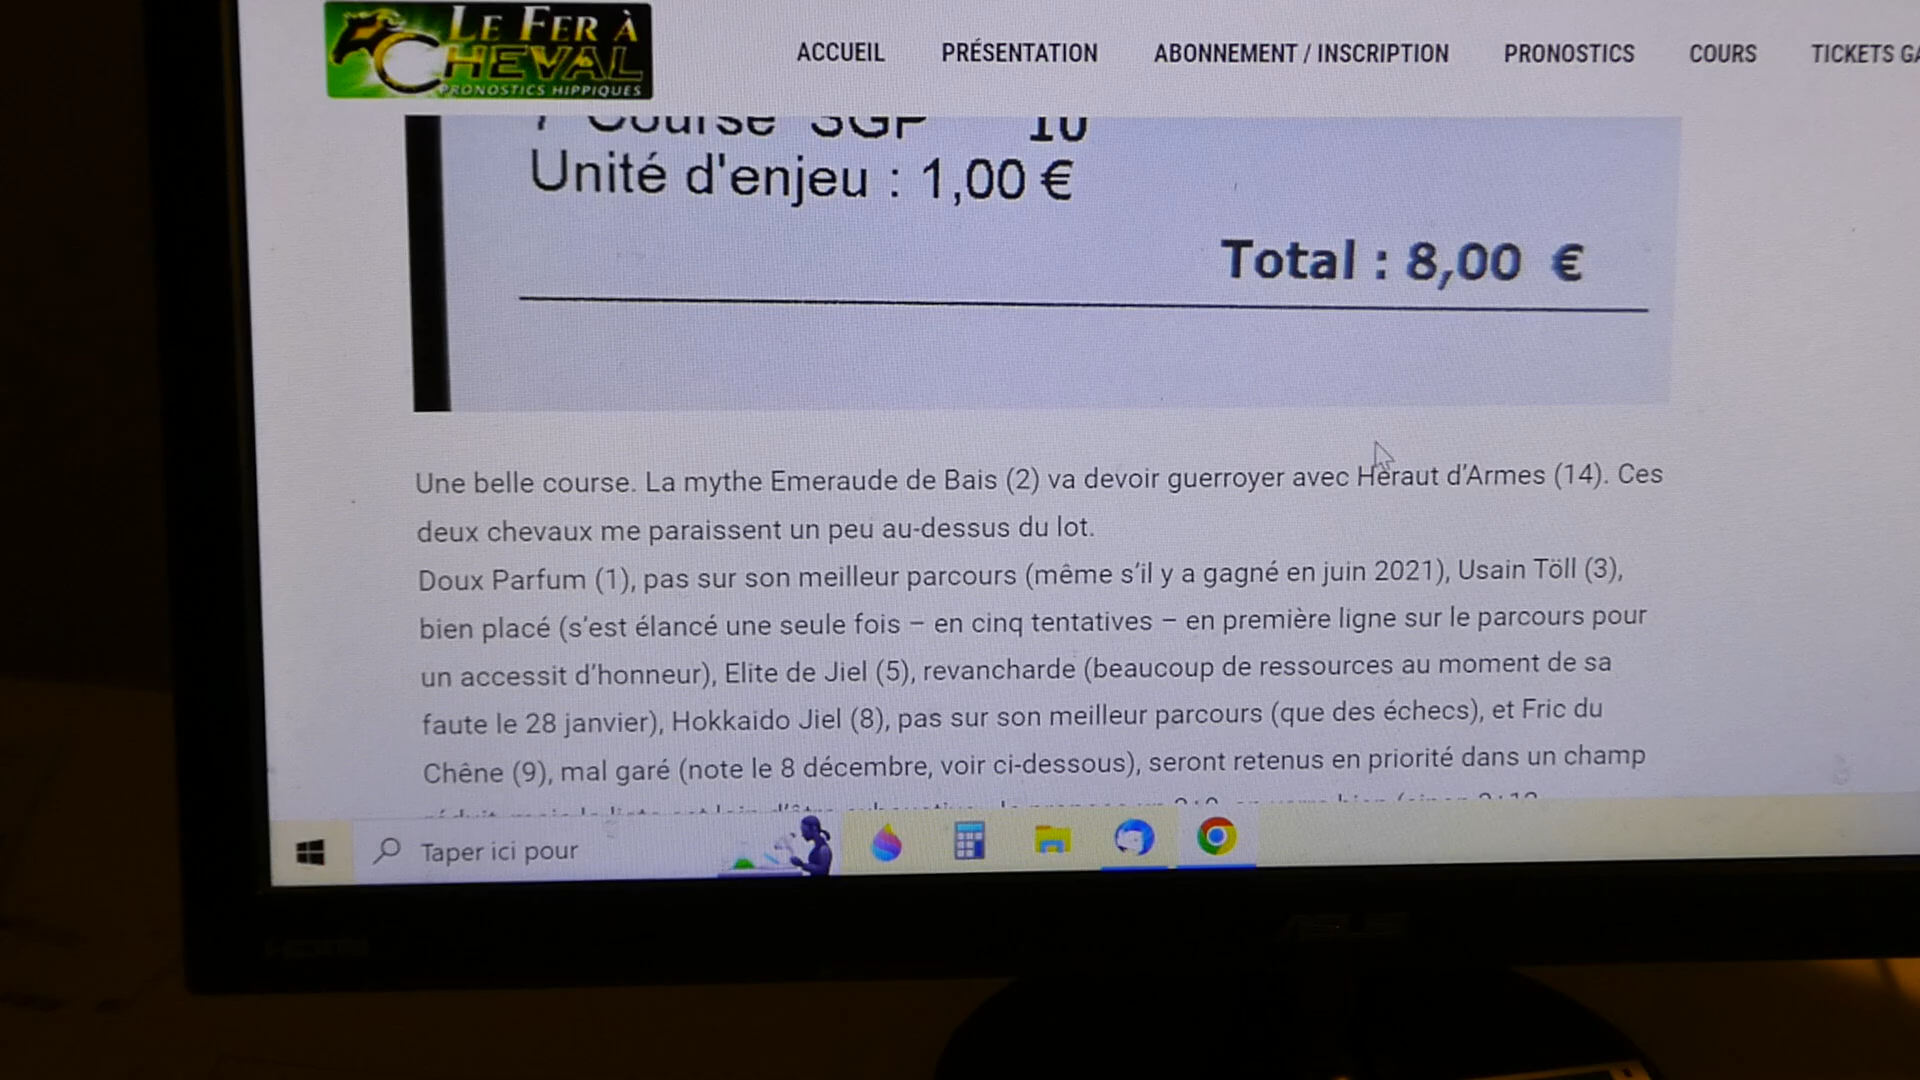 LE FER À
CHEVAL
PRONOSTICS HIPPIQUES
ACCUEIL PRÉSENTATION ABONNEMENT / INSCRIPTION PRONOSTICS COURS TICKETS
Course SGP 10
Unité d'enjeu : 1,00 €
Total : 8,00 €
Une belle course. La mythe Emeraude de Bais (2) va devoir guerroyer avec Héraut d'Armes (14). Ces
deux chevaux me paraissent un peu au-dessus du lot.
Doux Parfum (1), pas sur son meilleur parcours (même s'il y a gagné en juin 2021), Usain Töll (3),
bien placé (s'est élancé une seule fois – en cinq tentatives – en première ligne sur le parcours pour
un accessit d'honneur), Elite de Jiel (5), revancharde (beaucoup de ressources au moment de sa
faute le 28 janvier), Hokkaido Jiel (8), pas sur son meilleur parcours (que des échecs), et Fric du
Chêne (9), mal garé (note le 8 décembre, voir ci-dessous), seront retenus en priorité dans un champ
Taper ici pour
HDMI
ASUS